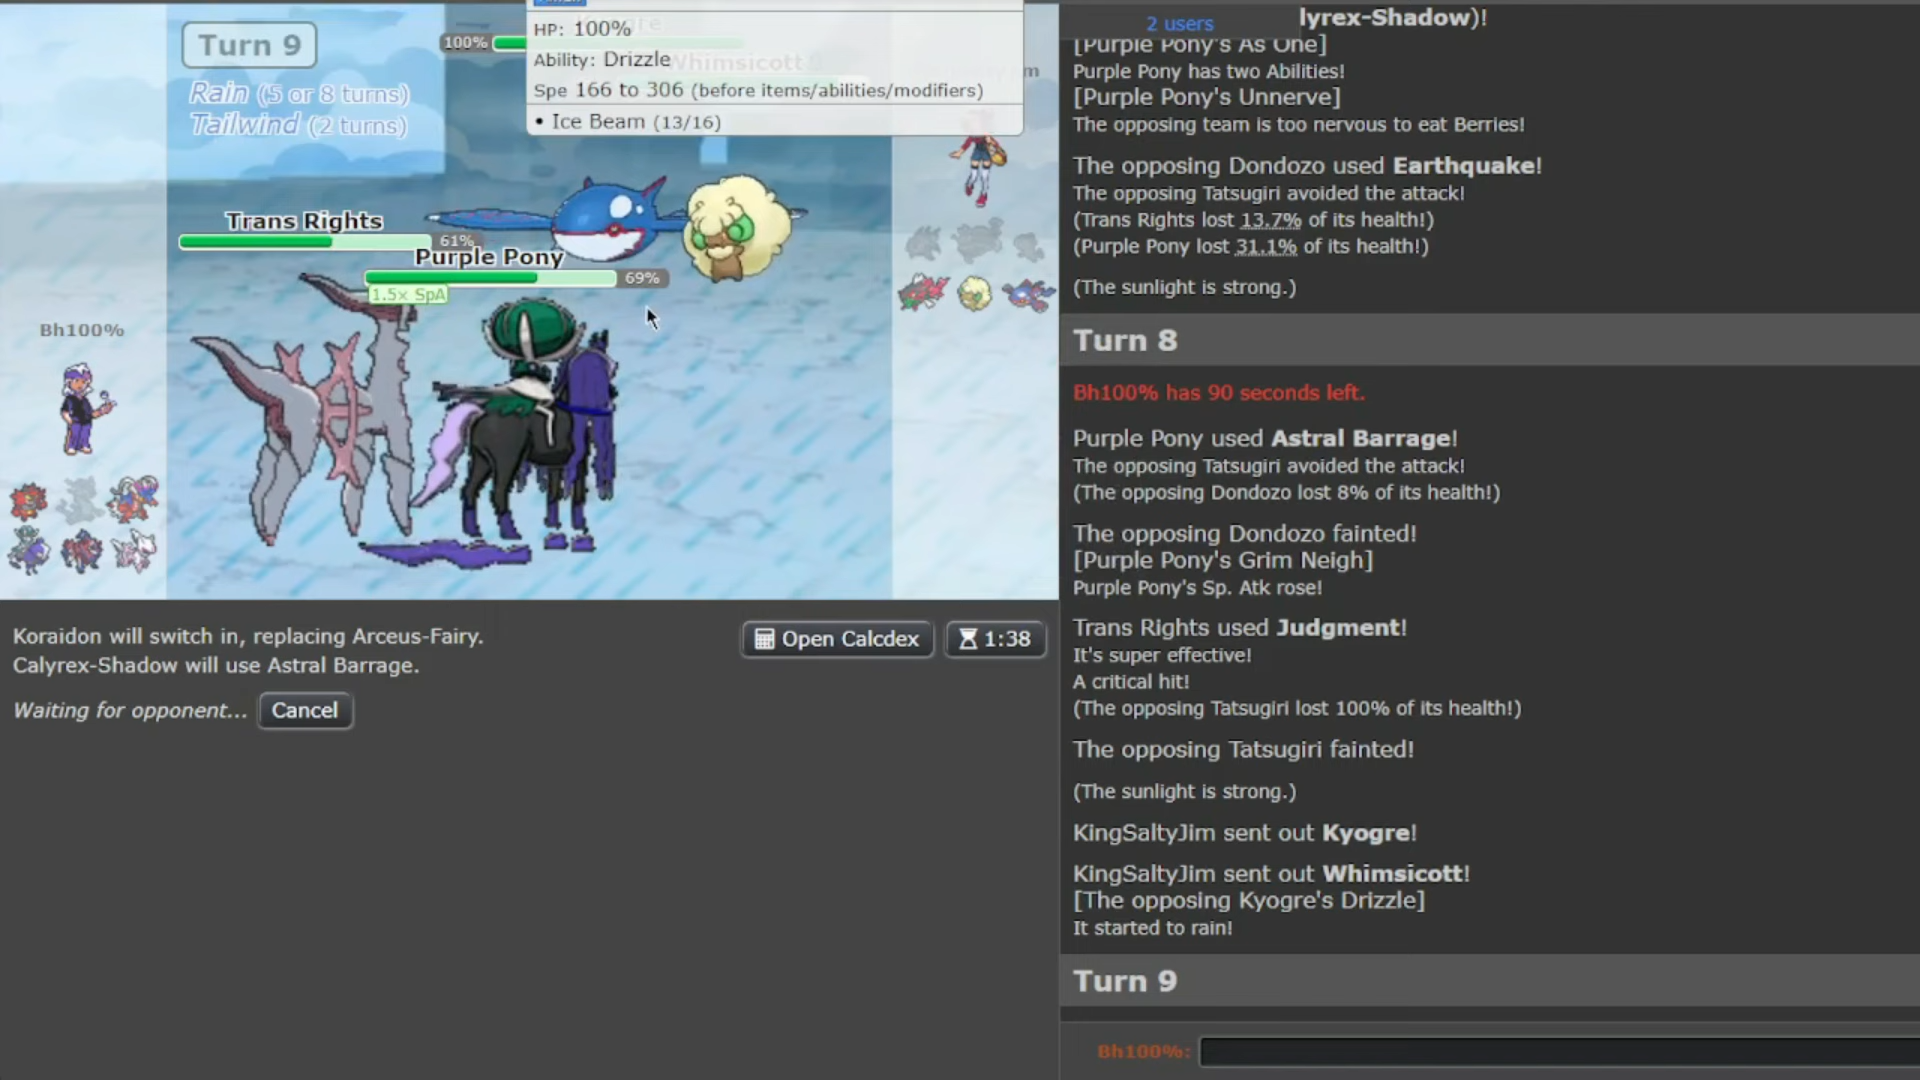 Turn 9
Rain (5 or 8 turns)
Tailwind (2 turns)
100%
HP: 100%
Ability: Drizzle
Spe 166 to 306 (before items/abilities/modifiers)
• Ice Beam (13/16)
Whimsicott
Trans Rights
61%
Purple Pony
69%
1.5× SpA
Bh100%
Koraidon will switch in, replacing Arceus-Fairy.
Calyrex-Shadow will use Astral Barrage.
Waiting for opponent...
Cancel
Open Calcdex
1:38
2 users
lyrex-Shadow)!
[Purple Pony's As One]
Purple Pony has two Abilities!
[Purple Pony's Unnerve]
The opposing team is too nervous to eat Berries!
The opposing Dondozo used Earthquake!
The opposing Tatsugiri avoided the attack!
(Trans Rights lost 13.7% of its health!)
(Purple Pony lost 31.1% of its health!)
(The sunlight is strong.)
Turn 8
Bh100% has 90 seconds left.
Purple Pony used Astral Barrage!
The opposing Tatsugiri avoided the attack!
(The opposing Dondozo lost 8% of its health!)
The opposing Dondozo fainted!
[Purple Pony's Grim Neigh]
Purple Pony's Sp. Atk rose!
Trans Rights used Judgment!
It's super effective!
A critical hit!
(The opposing Tatsugiri lost 100% of its health!)
The opposing Tatsugiri fainted!
(The sunlight is strong.)
KingSaltyJim sent out Kyogre!
KingSaltyJim sent out Whimsicott!
[The opposing Kyogre's Drizzle]
It started to rain!
Turn 9
Bh100%: